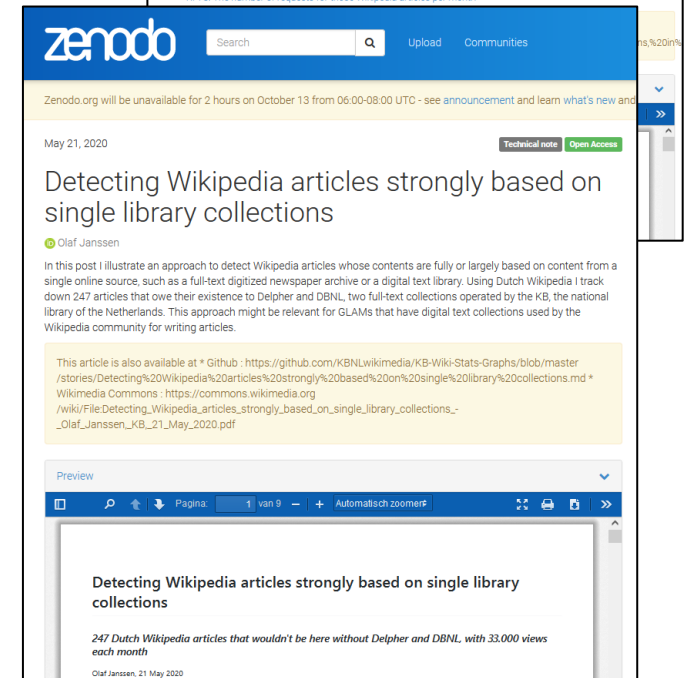 zenodo
Search
Upload Communities
Zenodo.org will be unavailable for 2 hours on October 13 from 06:00-08:00 UTC - see announcement and learn what's new and
May 21, 2020
Technical note Open Access
Detecting Wikipedia articles strongly based on
single library collections
iD Olaf Janssen
In this post I illustrate an approach to detect Wikipedia articles whose contents are fully or largely based on content from a
single online source, such as a full-text digitized newspaper archive or a digital text library. Using Dutch Wikipedia I track
down 247 articles that owe their existence to Delpher and DBNL, two full-text collections operated by the KB, the national
library of the Netherlands. This approach might be relevant for GLAMs that have digital text collections used by the
Wikipedia community for writing articles.
This article is also available at * Github : https://github.com/KBNLwikimedia/KB-Wiki-Stats-Graphs/blob/master
/stories/Detecting%20Wikipedia%20articles%20strongly%20based%20on%20single%20library%20collections.md *
Wikimedia Commons : https://commons.wikimedia.org
/wiki/File:Detecting_Wikipedia_articles_strongly_based_on_single_library_collections_-
_Olaf_Janssen,_KB,_21_May_2020.pdf
Preview
Pagina: 1 van 9 − + Automatisch zoomen
Detecting Wikipedia articles strongly based on single library
collections
247 Dutch Wikipedia articles that wouldn't be here without Delpher and DBNL, with 33.000 views
each month
Olaf Janssen, 21 May 2020
ns,%20in%